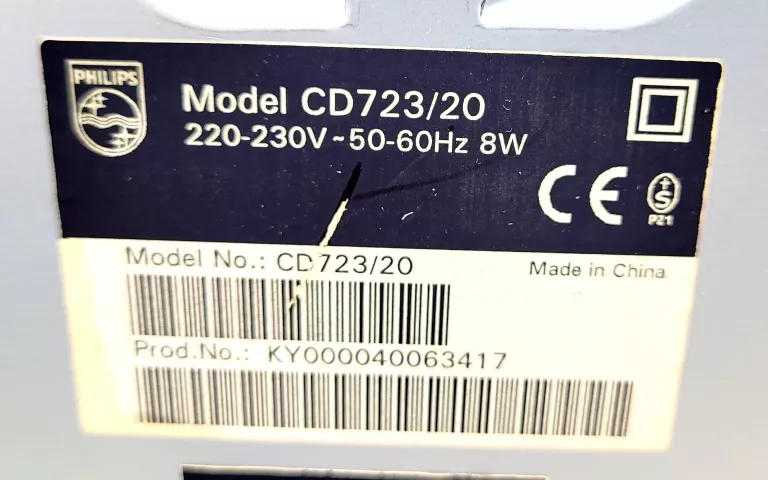 PHILIPS
Model CD723/20
220-230V ~ 50-60Hz 8W
CE
S
PZ1
Model No.: CD723/20
Made in China
Prod.No.: KY000040063417